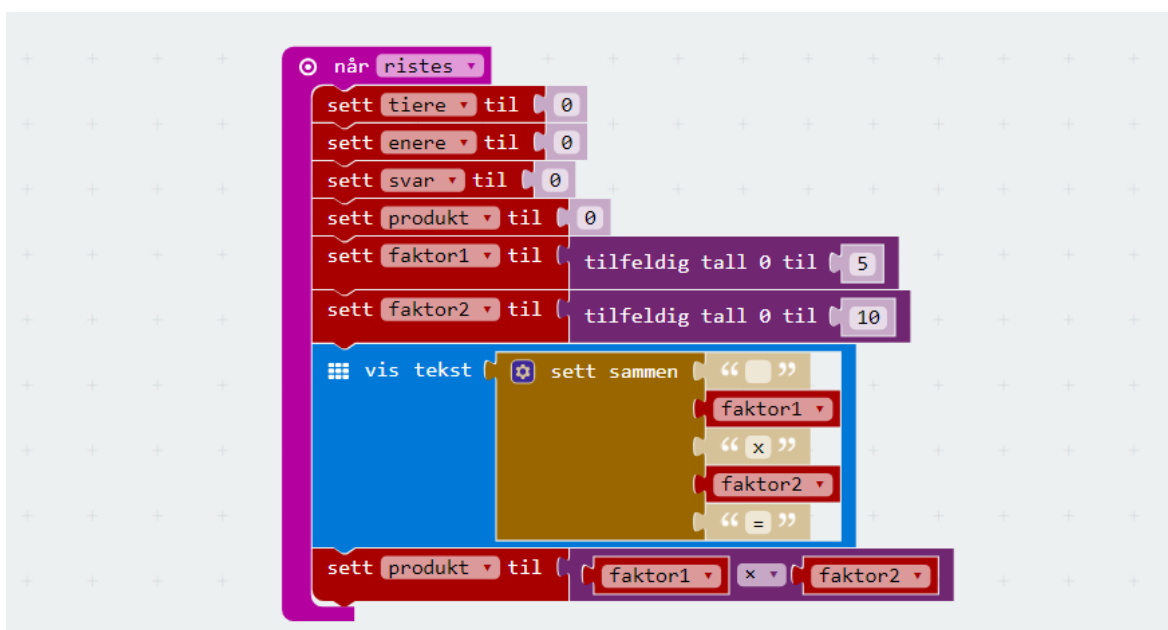 når ristes
sett tiere til 0
sett enere til 0
sett svar til 0
sett produkt til 0
sett faktor1 til tilfeldig tall 0 til 5
sett faktor2 til tilfeldig tall 0 til 10
vis tekst sett sammen “ ”
faktor1
“ x ”
faktor2
“ = ”
sett produkt til faktor1 × faktor2